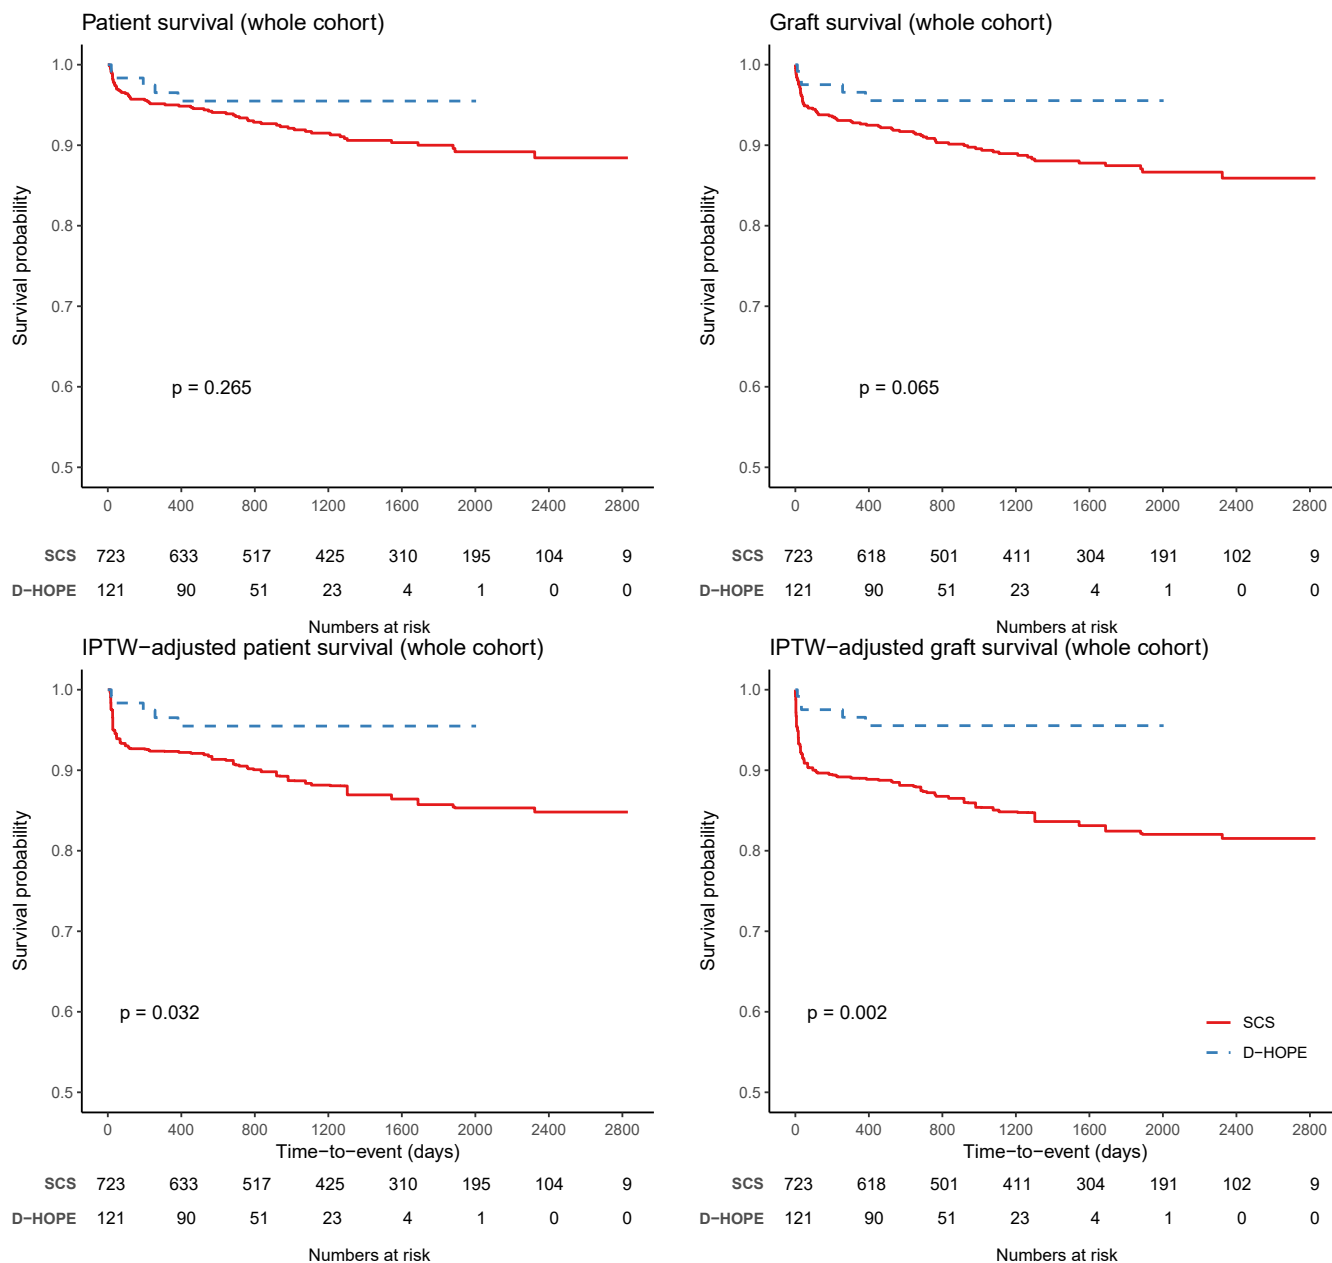 Patient survival (whole cohort)
1.0
0.9
0.8
0.7
0.6
0.5
Survival probability
p = 0.265
0 400 800 1200 1600 2000 2400 2800
SCS 723 633 517 425 310 195 104 9
D−HOPE 121 90 51 23 4 1 0 0
Numbers at risk
Graft survival (whole cohort)
1.0
0.9
0.8
0.7
0.6
0.5
Survival probability
p = 0.065
0 400 800 1200 1600 2000 2400 2800
SCS 723 618 501 411 304 191 102 9
D−HOPE 121 90 51 23 4 1 0 0
Numbers at risk
IPTW−adjusted patient survival (whole cohort)
1.0
0.9
0.8
0.7
0.6
0.5
Survival probability
p = 0.032
0 400 800 1200 1600 2000 2400 2800
Time−to−event (days)
SCS 723 633 517 425 310 195 104 9
D−HOPE 121 90 51 23 4 1 0 0
Numbers at risk
IPTW−adjusted graft survival (whole cohort)
1.0
0.9
0.8
0.7
0.6
0.5
Survival probability
p = 0.002
SCS
D−HOPE
0 400 800 1200 1600 2000 2400 2800
Time−to−event (days)
SCS 723 618 501 411 304 191 102 9
D−HOPE 121 90 51 23 4 1 0 0
Numbers at risk